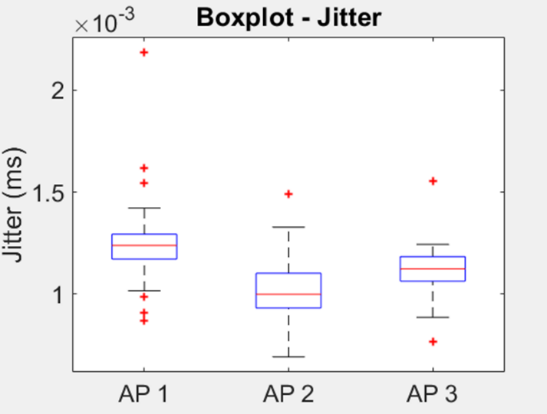 ×10⁻³
Boxplot - Jitter
Jitter (ms)
2
1.5
1
AP 1
AP 2
AP 3